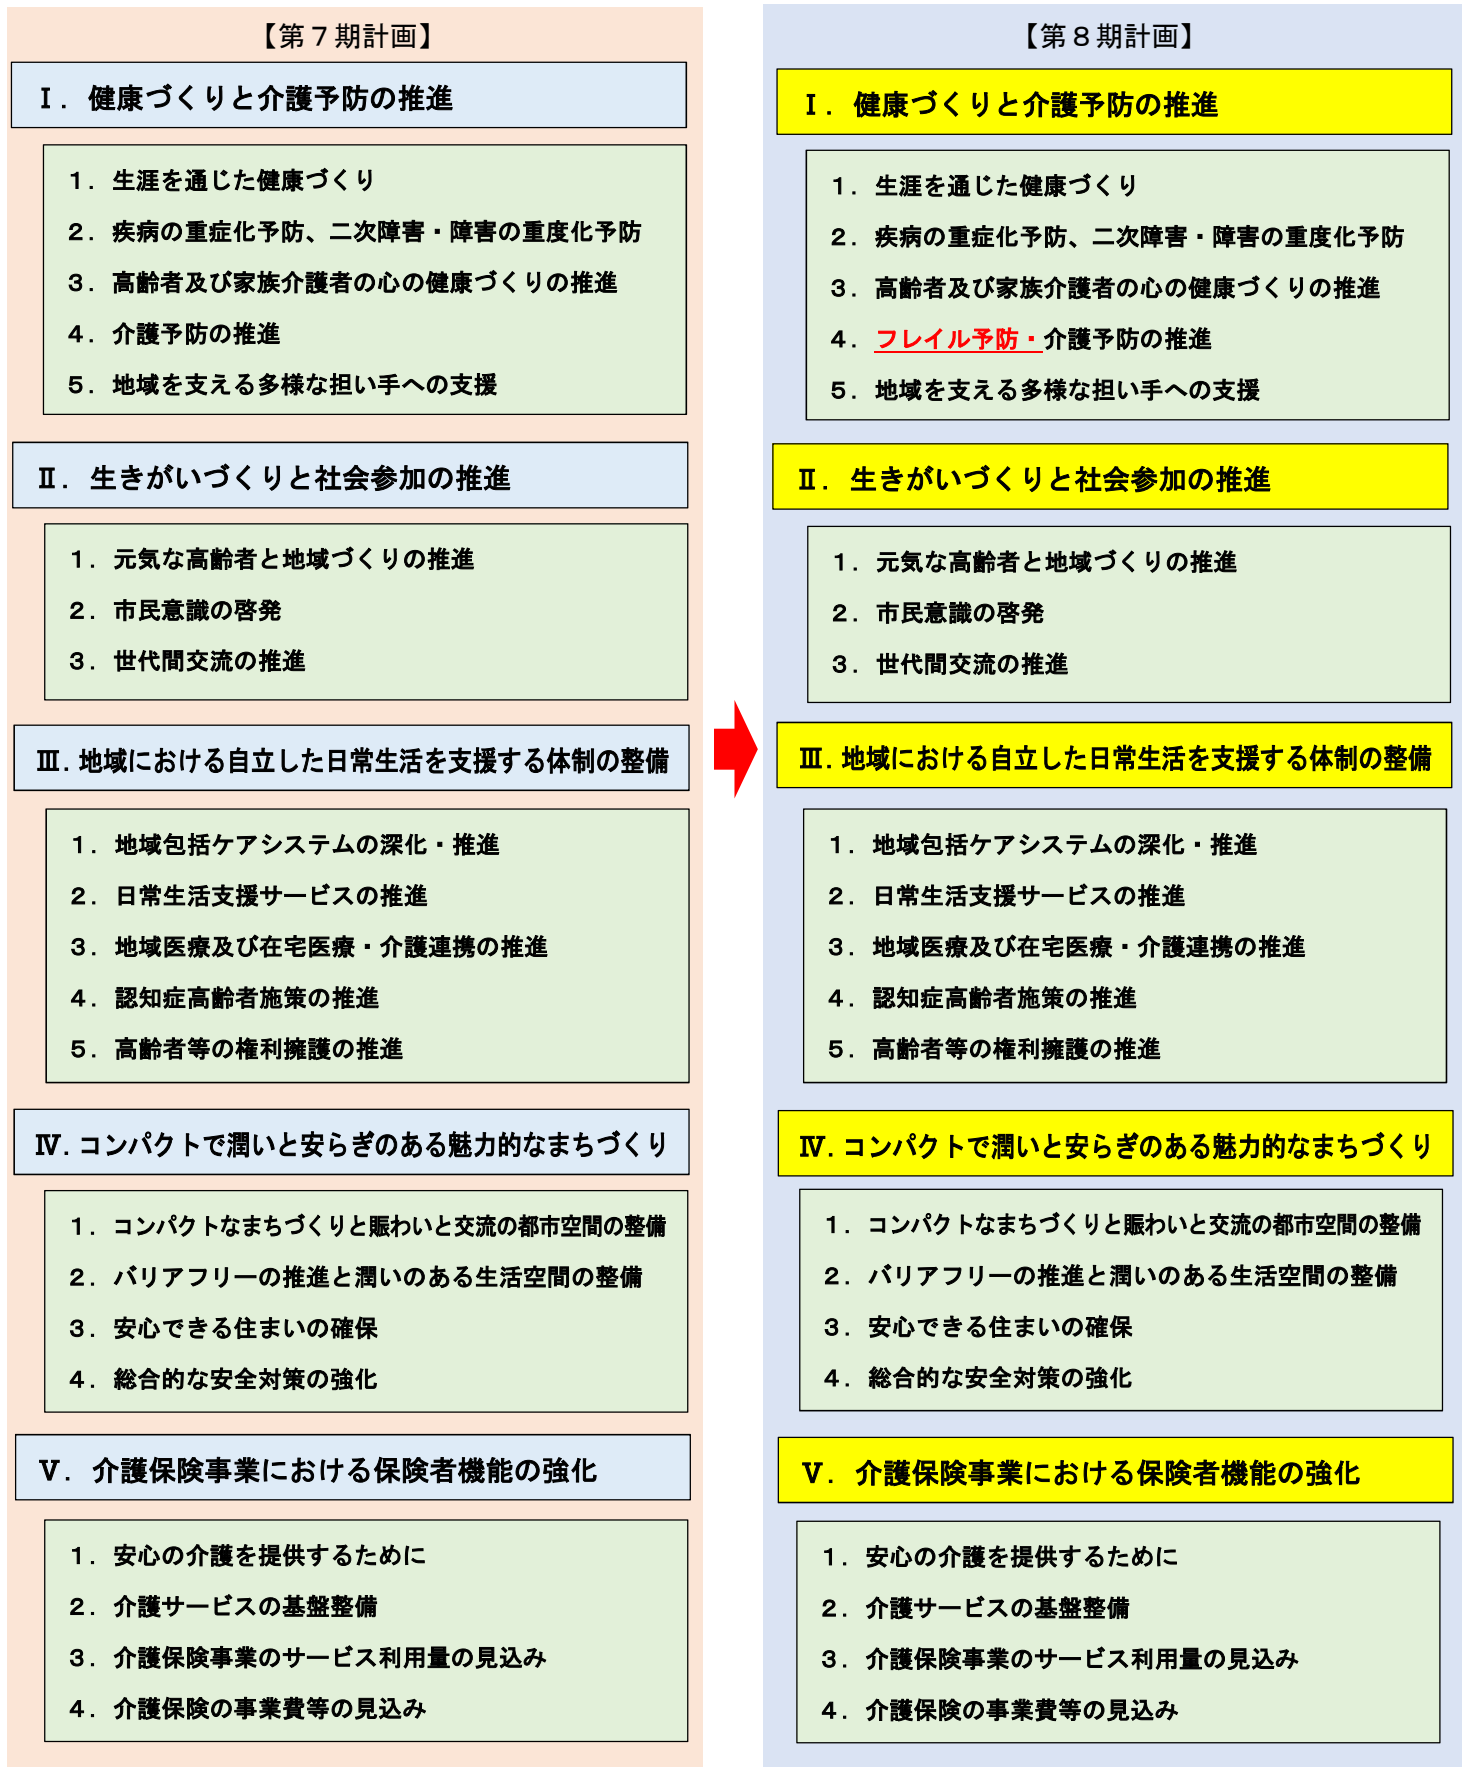 【第７期計画】
Ⅰ．健康づくりと介護予防の推進
１．生涯を通じた健康づくり
２．疾病の重症化予防、二次障害・障害の重度化予防
３．高齢者及び家族介護者の心の健康づくりの推進
４．介護予防の推進
５．地域を支える多様な担い手への支援
Ⅱ．生きがいづくりと社会参加の推進
１．元気な高齢者と地域づくりの推進
２．市民意識の啓発
３．世代間交流の推進
Ⅲ．地域における自立した日常生活を支援する体制の整備
１．地域包括ケアシステムの深化・推進
２．日常生活支援サービスの推進
３．地域医療及び在宅医療・介護連携の推進
４．認知症高齢者施策の推進
５．高齢者等の権利擁護の推進
Ⅳ．コンパクトで潤いと安らぎのある魅力的なまちづくり
１．コンパクトなまちづくりと賑わいと交流の都市空間の整備
２．バリアフリーの推進と潤いのある生活空間の整備
３．安心できる住まいの確保
４．総合的な安全対策の強化
Ⅴ．介護保険事業における保険者機能の強化
１．安心の介護を提供するために
２．介護サービスの基盤整備
３．介護保険事業のサービス利用量の見込み
４．介護保険の事業費等の見込み
【第８期計画】
Ⅰ．健康づくりと介護予防の推進
１．生涯を通じた健康づくり
２．疾病の重症化予防、二次障害・障害の重度化予防
３．高齢者及び家族介護者の心の健康づくりの推進
４．フレイル予防・介護予防の推進
５．地域を支える多様な担い手への支援
Ⅱ．生きがいづくりと社会参加の推進
１．元気な高齢者と地域づくりの推進
２．市民意識の啓発
３．世代間交流の推進
Ⅲ．地域における自立した日常生活を支援する体制の整備
１．地域包括ケアシステムの深化・推進
２．日常生活支援サービスの推進
３．地域医療及び在宅医療・介護連携の推進
４．認知症高齢者施策の推進
５．高齢者等の権利擁護の推進
Ⅳ．コンパクトで潤いと安らぎのある魅力的なまちづくり
１．コンパクトなまちづくりと賑わいと交流の都市空間の整備
２．バリアフリーの推進と潤いのある生活空間の整備
３．安心できる住まいの確保
４．総合的な安全対策の強化
Ⅴ．介護保険事業における保険者機能の強化
１．安心の介護を提供するために
２．介護サービスの基盤整備
３．介護保険事業のサービス利用量の見込み
４．介護保険の事業費等の見込み